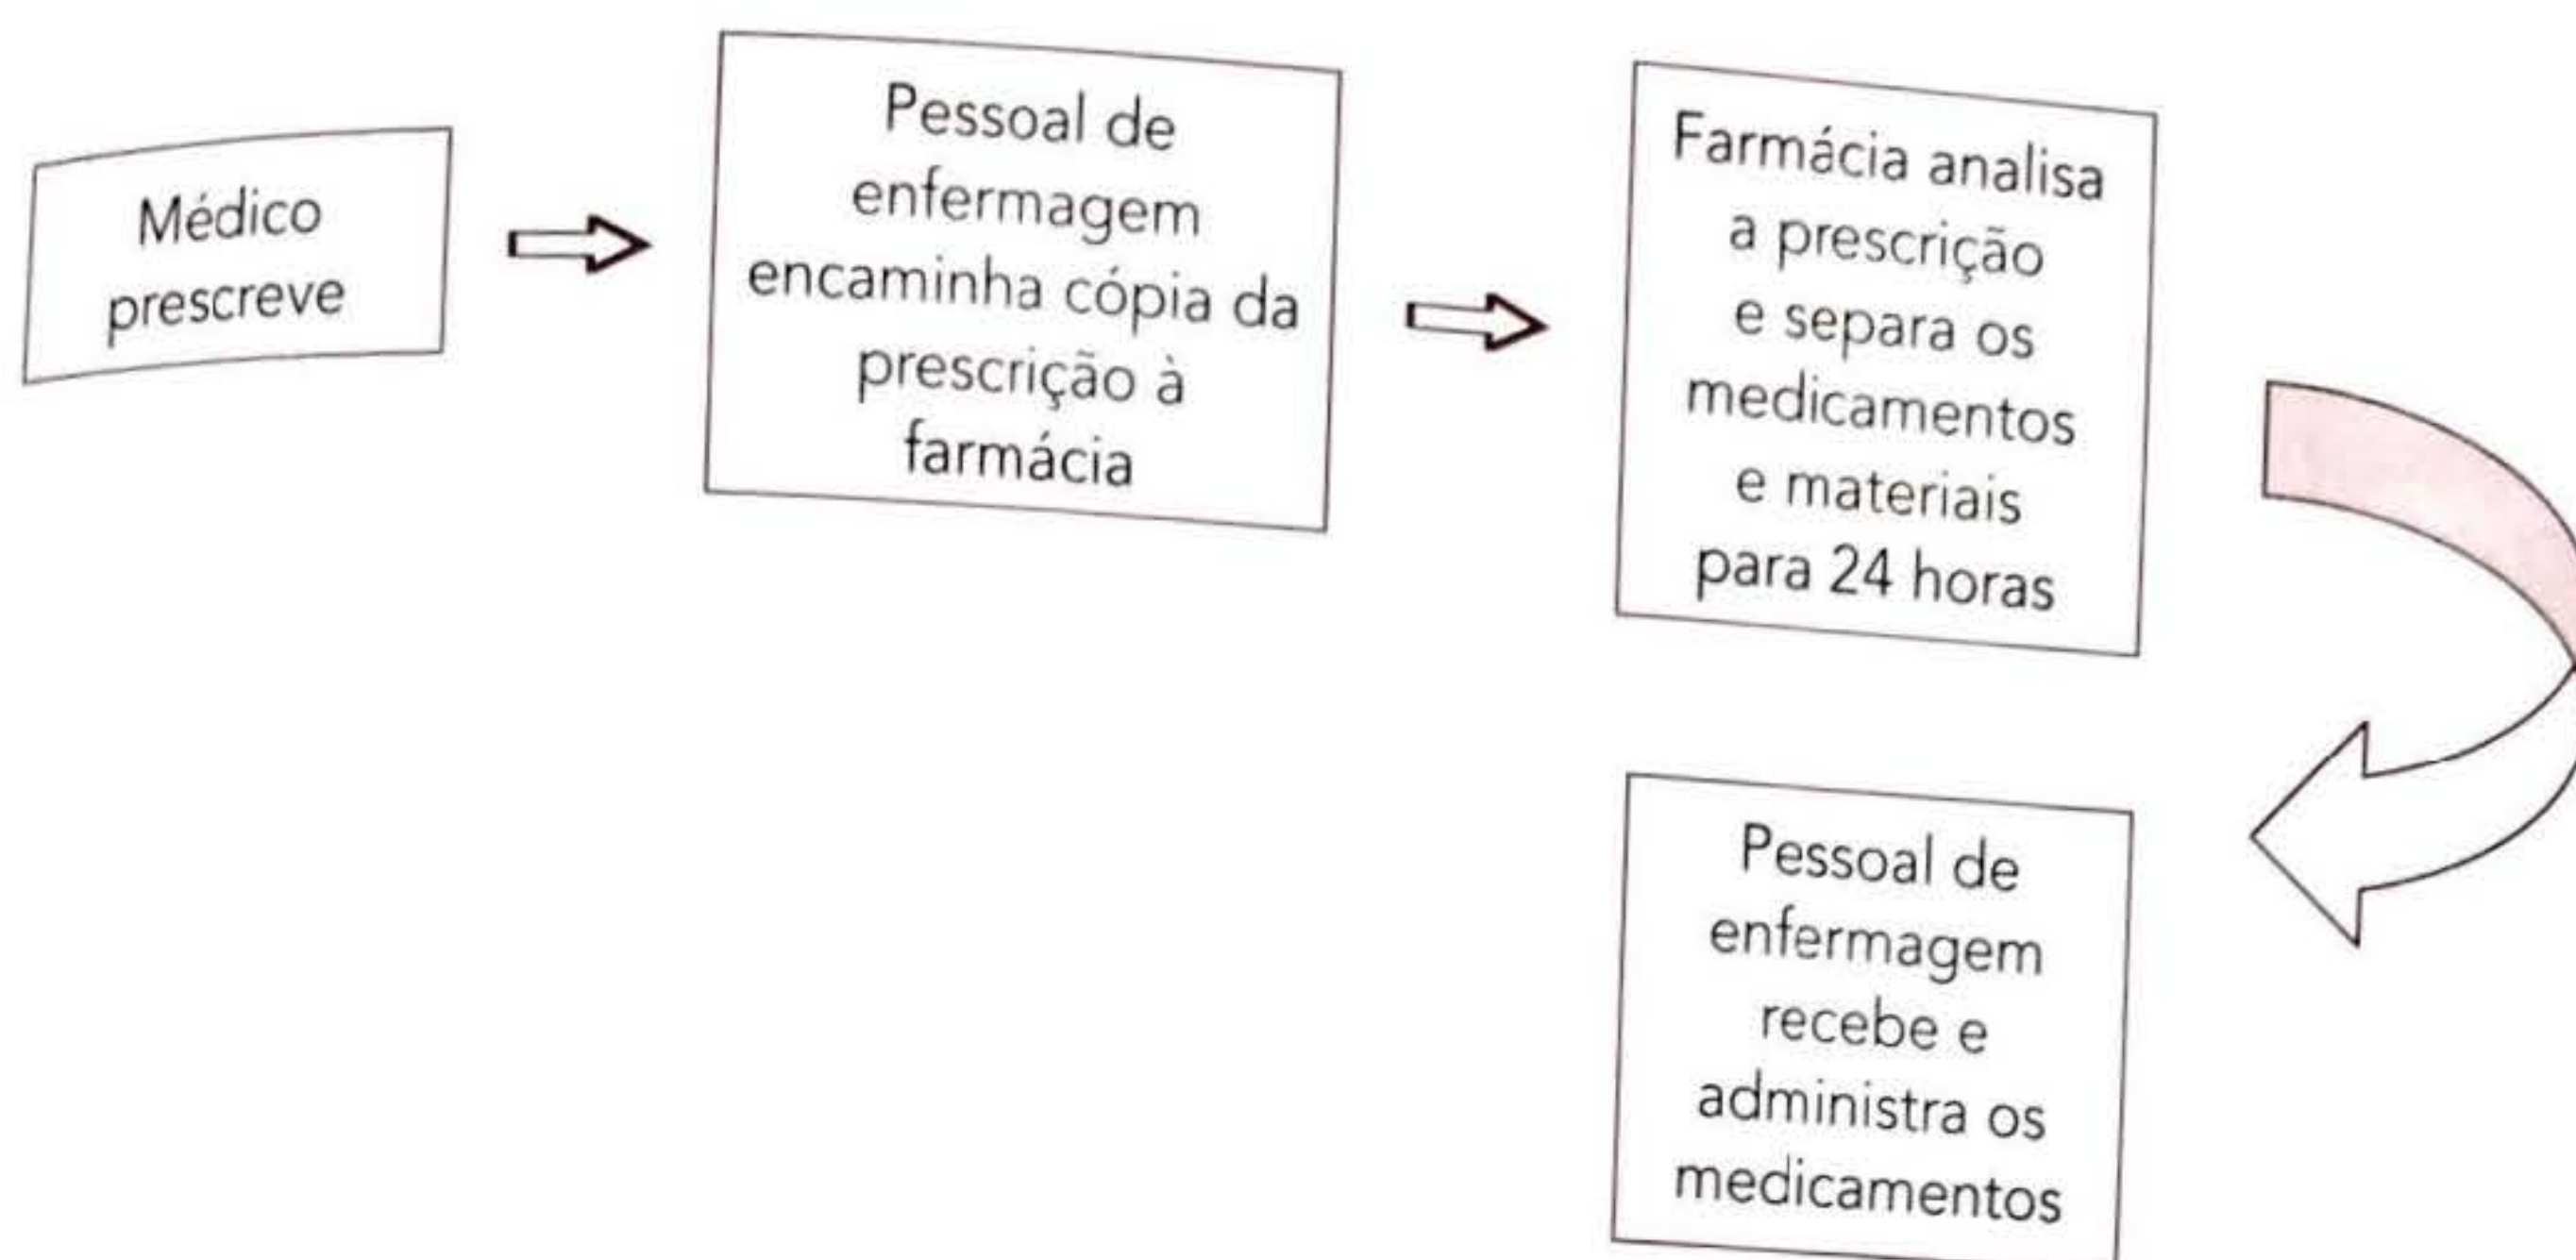 Médico
prescreve
Pessoal de
enfermagem
encaminha cópia da
prescrição à
farmácia
Farmácia analisa
a prescrição
e separa os
medicamentos
e materiais
para 24 horas
Pessoal de
enfermagem
recebe e
administra os
medicamentos